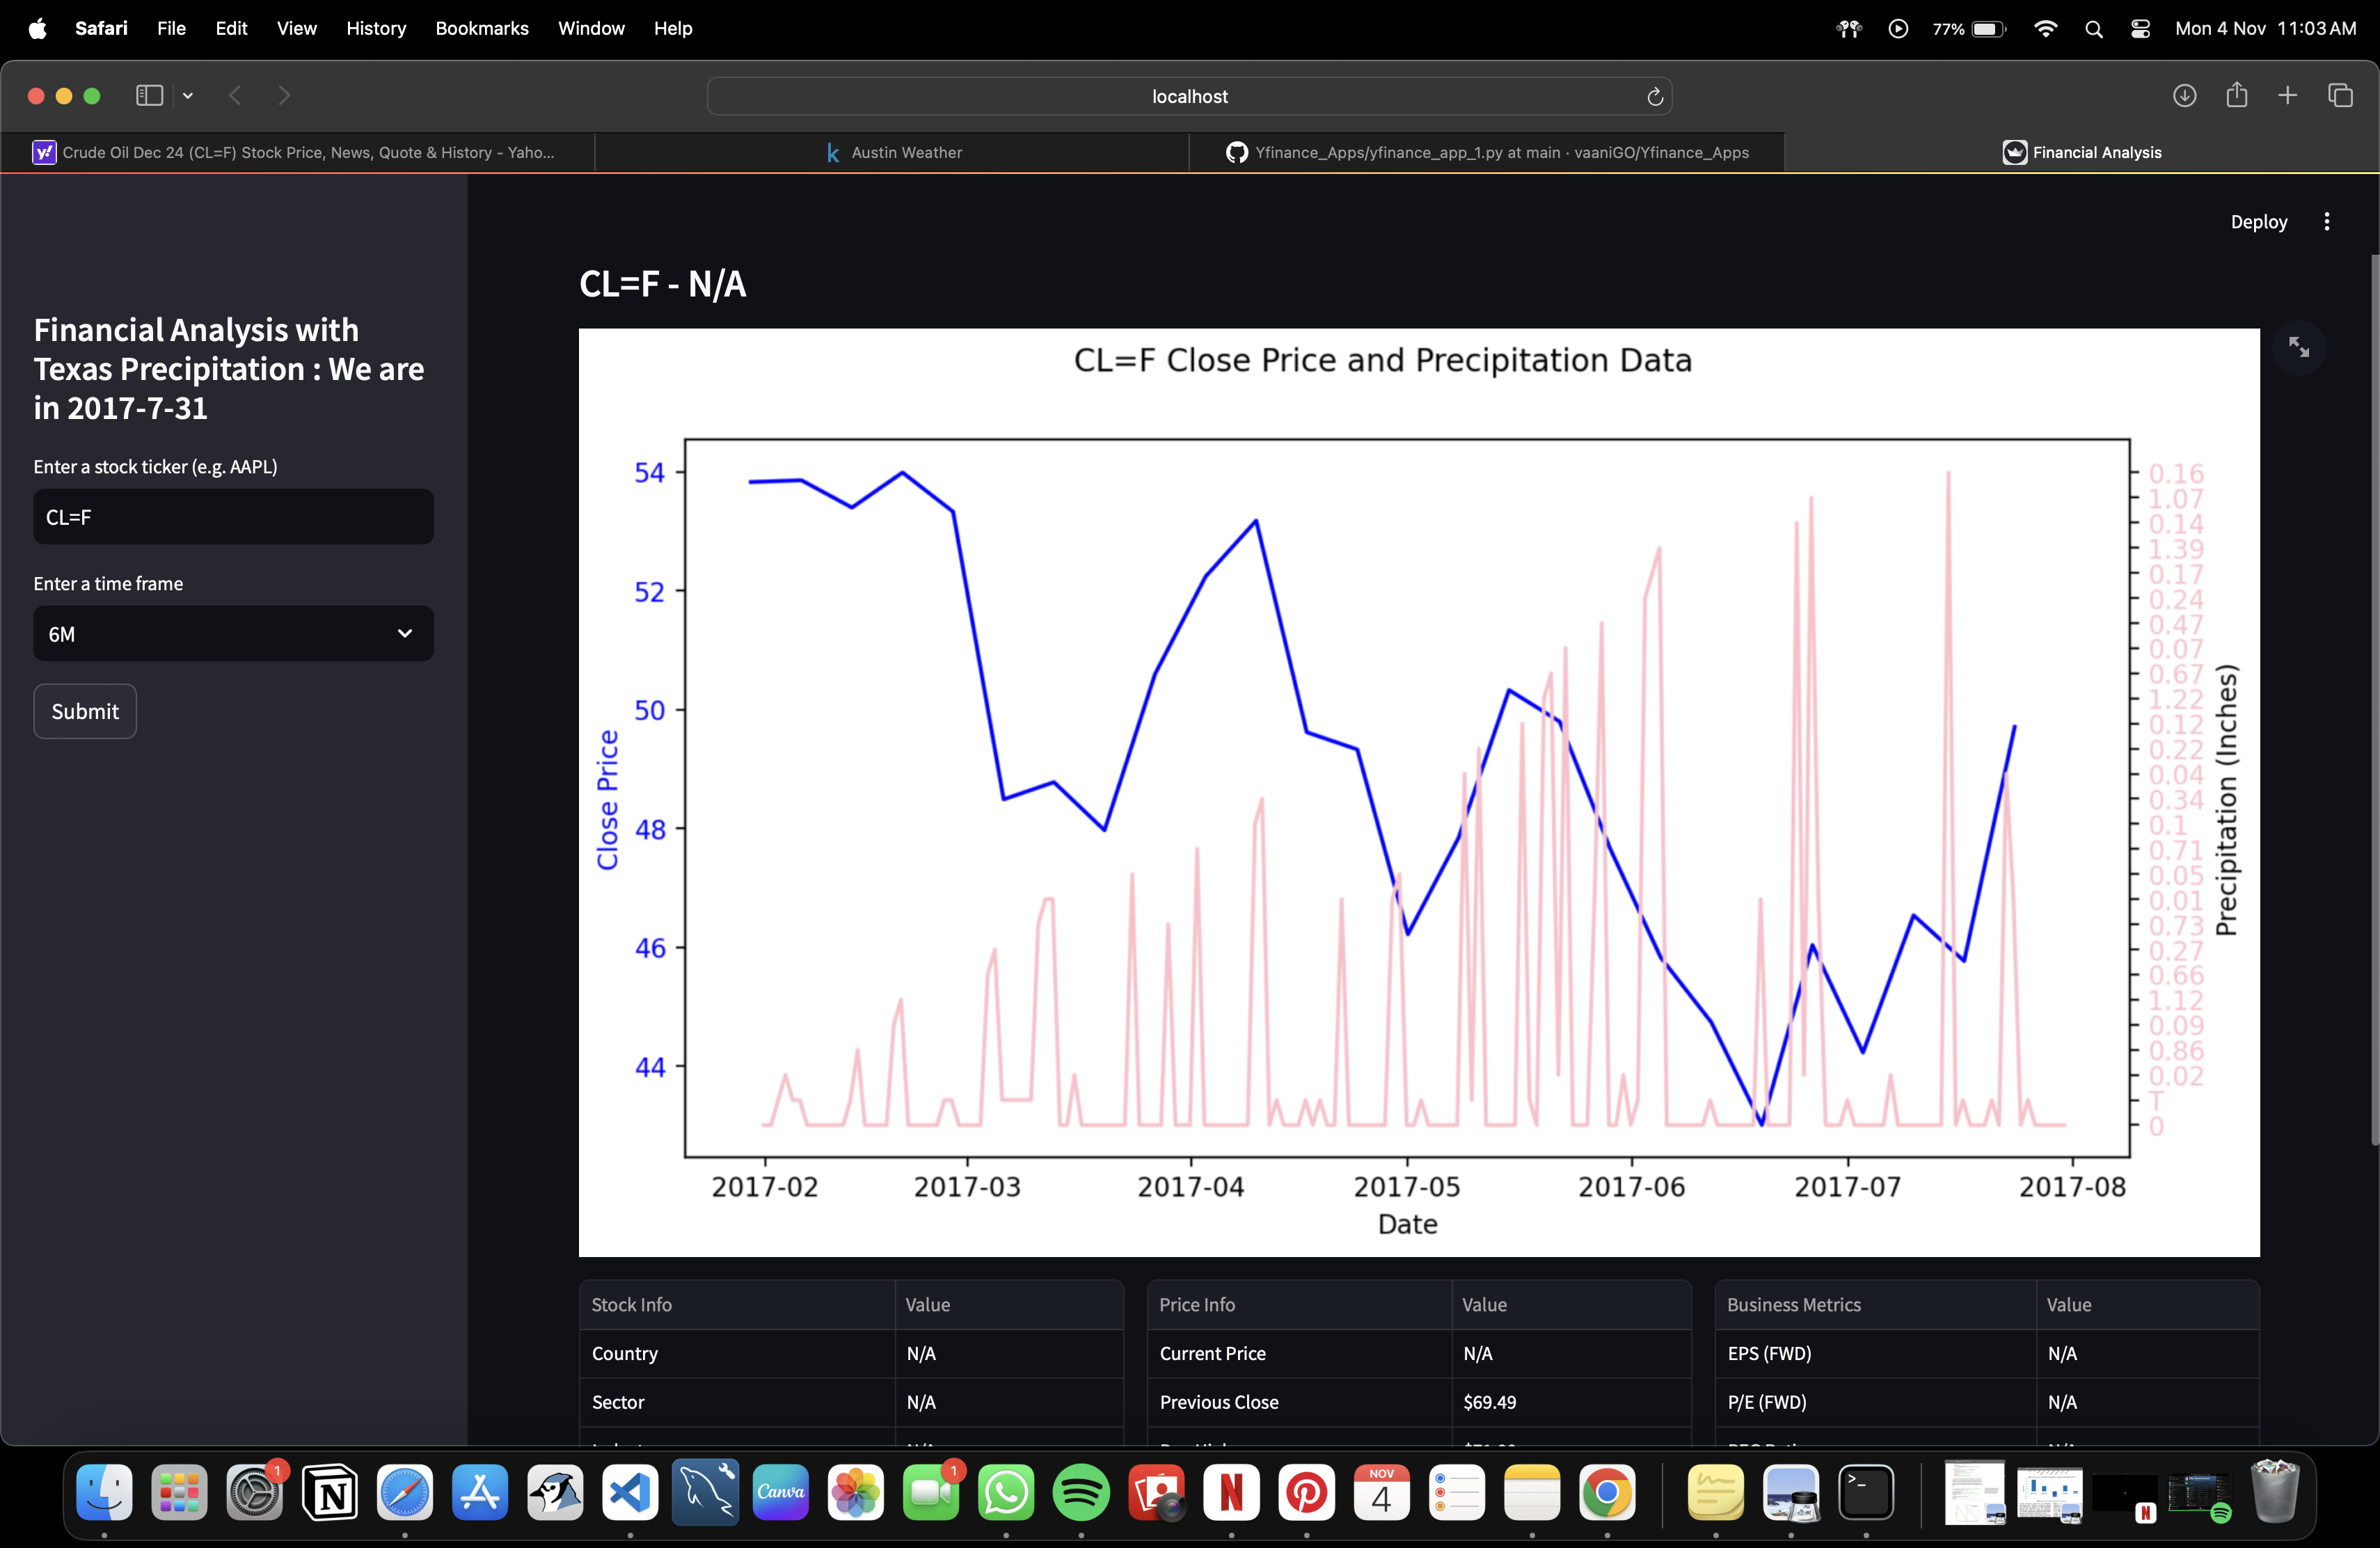 Safari File Edit View History Bookmarks Window Help
77% Mon 4 Nov 11:03 AM
localhost
y! Crude Oil Dec 24 (CL=F) Stock Price, News, Quote & History - Yaho...
k Austin Weather
Yfinance_Apps/yfinance_app_1.py at main · vaaniGO/Yfinance_Apps
Financial Analysis
Deploy
Financial Analysis with
Texas Precipitation : We are
in 2017-7-31
Enter a stock ticker (e.g. AAPL)
CL=F
Enter a time frame
6M
Submit
CL=F - N/A
CL=F Close Price and Precipitation Data
Close Price
54
52
50
48
46
44
0.16
1.07
0.14
1.39
0.17
0.24
0.47
0.07
0.67
1.22
0.12
0.22
0.04
0.34
0.1
0.71
0.05
0.01
0.73
0.27
0.66
1.12
0.09
0.86
0.02
T
0
Precipitation (Inches)
2017-02 2017-03 2017-04 2017-05 2017-06 2017-07 2017-08
Date
Stock Info Value
Country N/A
Sector N/A
Price Info Value
Current Price N/A
Previous Close $69.49
Business Metrics Value
EPS (FWD) N/A
P/E (FWD) N/A
1
N
Canva
1
N
NOV
4
>_
N